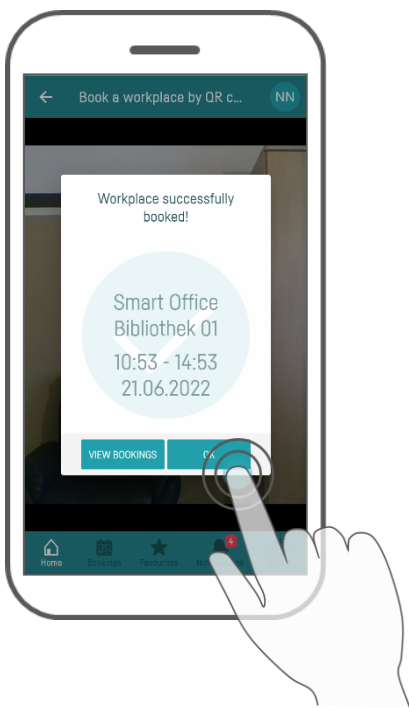 Book a workplace by QR c...
NN
Workplace successfully
booked!
Smart Office
Bibliothek 01
10:53 - 14:53
21.06.2022
VIEW BOOKINGS
OK
4
Home
Bookings
Favourites